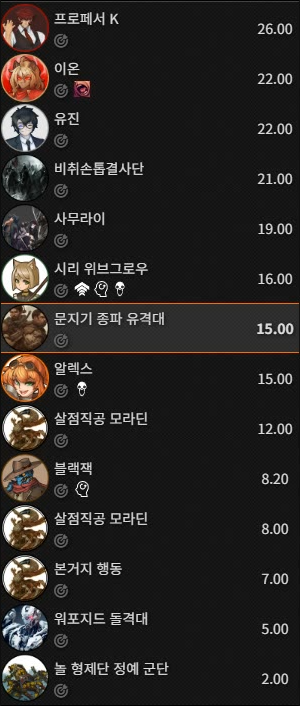 프로페서 K 26.00
이온 22.00
유진 22.00
비취손톱결사단 21.00
사무라이 19.00
시리 위브그로우 16.00
문지기 종파 유격대 15.00
알렉스 15.00
살점직공 모라딘 12.00
블랙잭 8.20
살점직공 모라딘 8.00
본거지 행동 7.00
워포지드 돌격대 5.00
놀 형제단 정예 군단 2.00